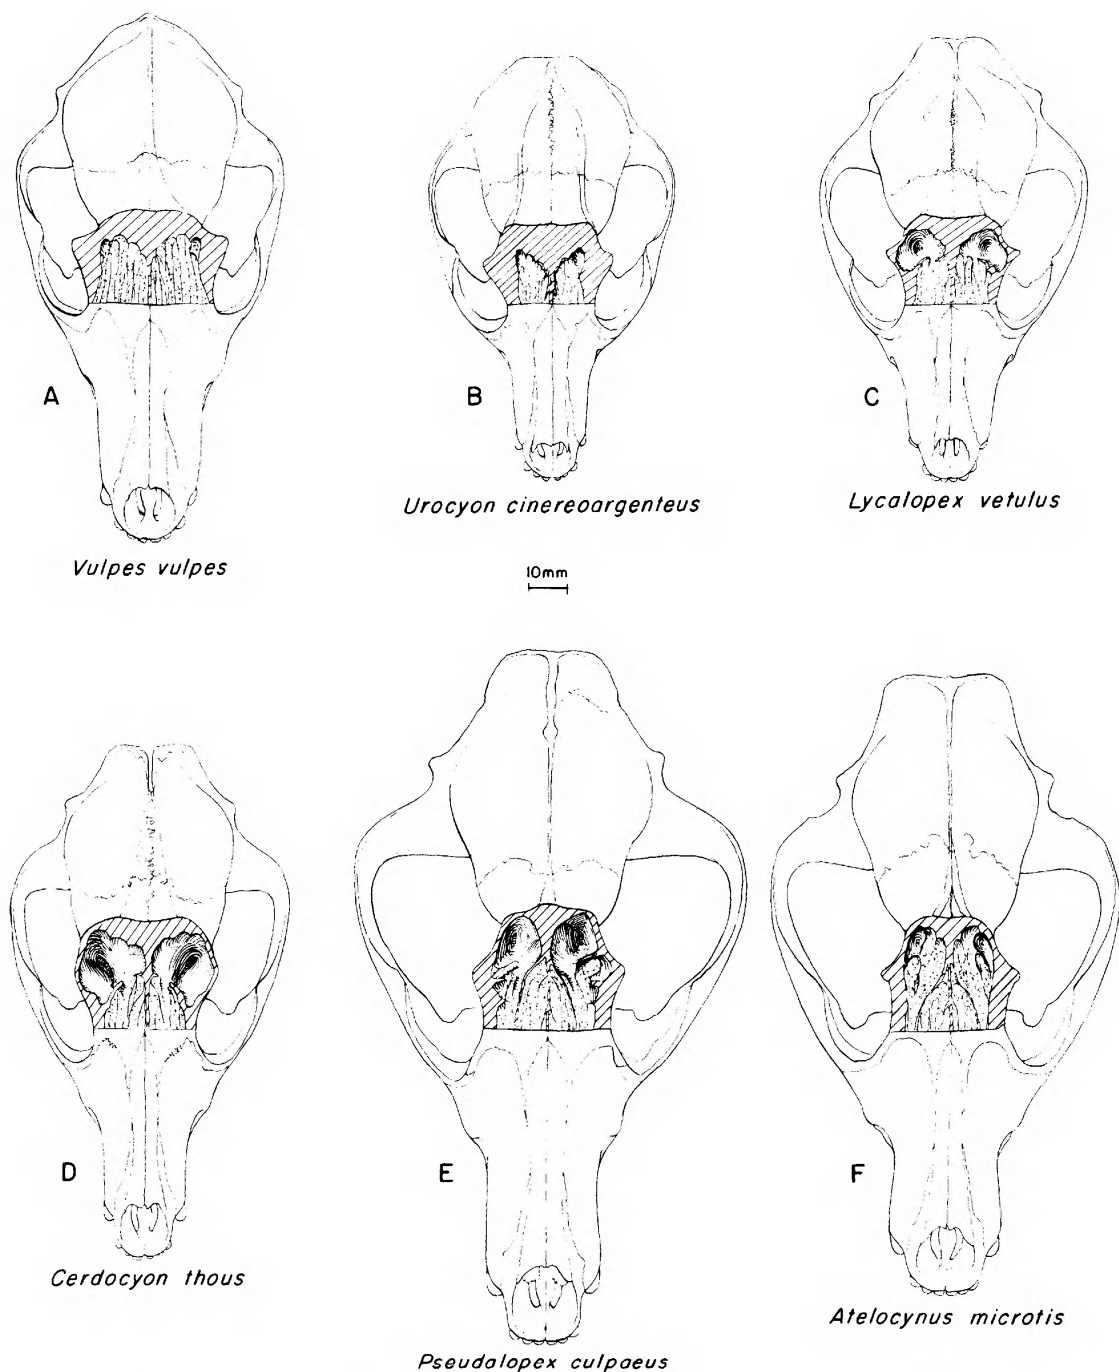 A
B
C
Vulpes vulpes
Urocyon cinereoargenteus
Lycalopex vetulus
10mm
D
E
F
Cerdocyon thous
Pseudalopex culpaeus
Atelocynus microtis